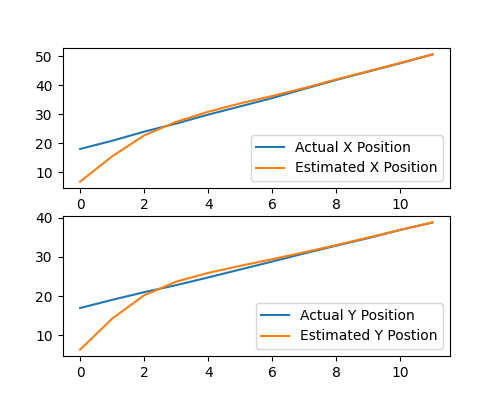 50
40
30
20
10
Actual X Position
Estimated X Position
0 2 4 6 8 10
40
30
20
10
Actual Y Position
Estimated Y Postion
0 2 4 6 8 10